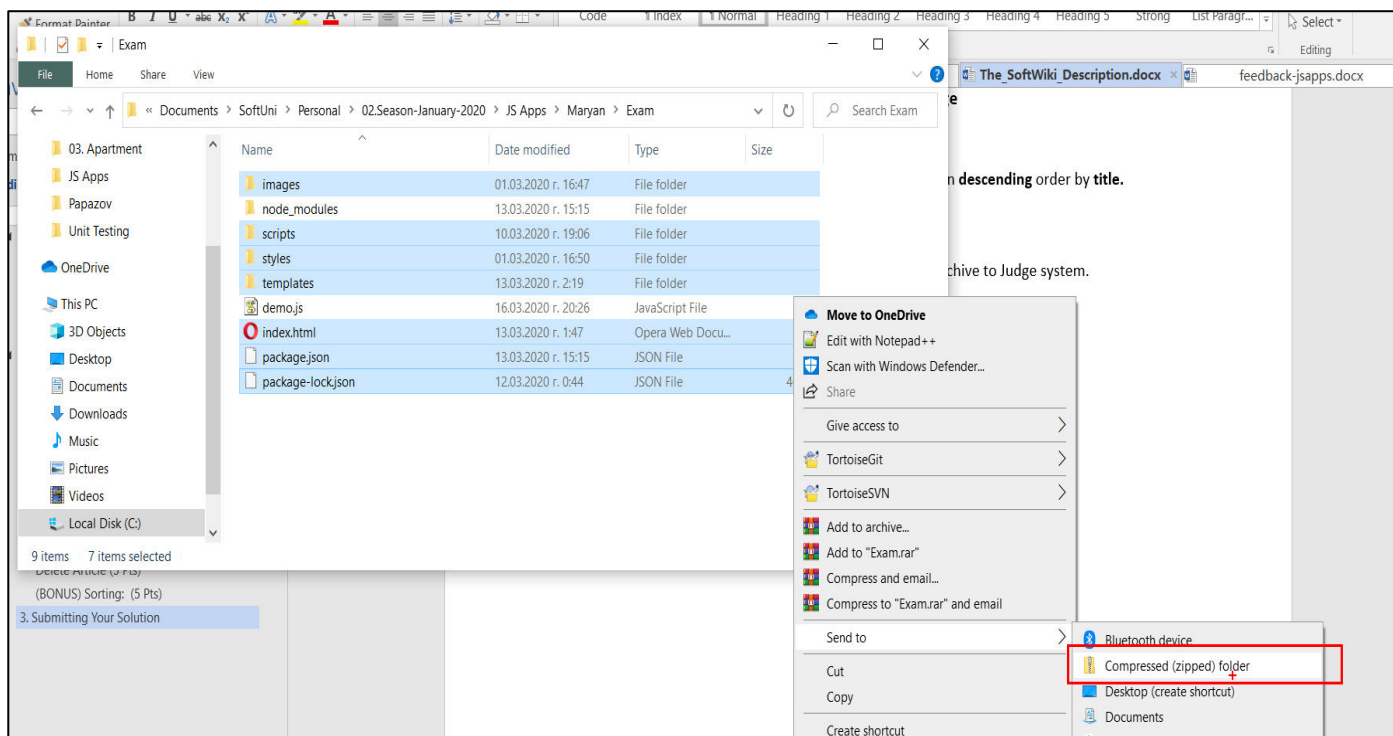 Format Painter B I U abc X₂ X² A A Code 1 Index 1 Normal Heading 1 Heading 2 Heading 3 Heading 4 Heading 5 Strong List Paragr... Select
Editing
Exam
File Home Share View
The_SoftWiki_Description.docx feedback-jsapps.docx
« Documents > SoftUni > Personal > 02.Season-January-2020 > JS Apps > Maryan > Exam
Search Exam
Name Date modified Type Size
03. Apartment
JS Apps
Papazov
Unit Testing
OneDrive
This PC
3D Objects
Desktop
Documents
Downloads
Music
Pictures
Videos
Local Disk (C:)
images 01.03.2020 г. 16:47 File folder
node_modules 13.03.2020 г. 15:15 File folder
scripts 10.03.2020 г. 19:06 File folder
styles 01.03.2020 г. 16:50 File folder
templates 13.03.2020 г. 2:19 File folder
demo.js 16.03.2020 г. 20:26 JavaScript File
index.html 13.03.2020 г. 1:47 Opera Web Docu...
package.json 13.03.2020 г. 15:15 JSON File
package-lock.json 12.03.2020 г. 0:44 JSON File 4
9 items 7 items selected
descending order by title.
to Judge system.
Delete Article (5 Pts)
(BONUS) Sorting: (5 Pts)
3. Submitting Your Solution
Move to OneDrive
Edit with Notepad++
Scan with Windows Defender...
Share
Give access to
TortoiseGit
TortoiseSVN
Add to archive...
Add to "Exam.rar"
Compress and email...
Compress to "Exam.rar" and email
Send to
Cut
Copy
Create shortcut
Bluetooth device
Compressed (zipped) folder
Desktop (create shortcut)
Documents